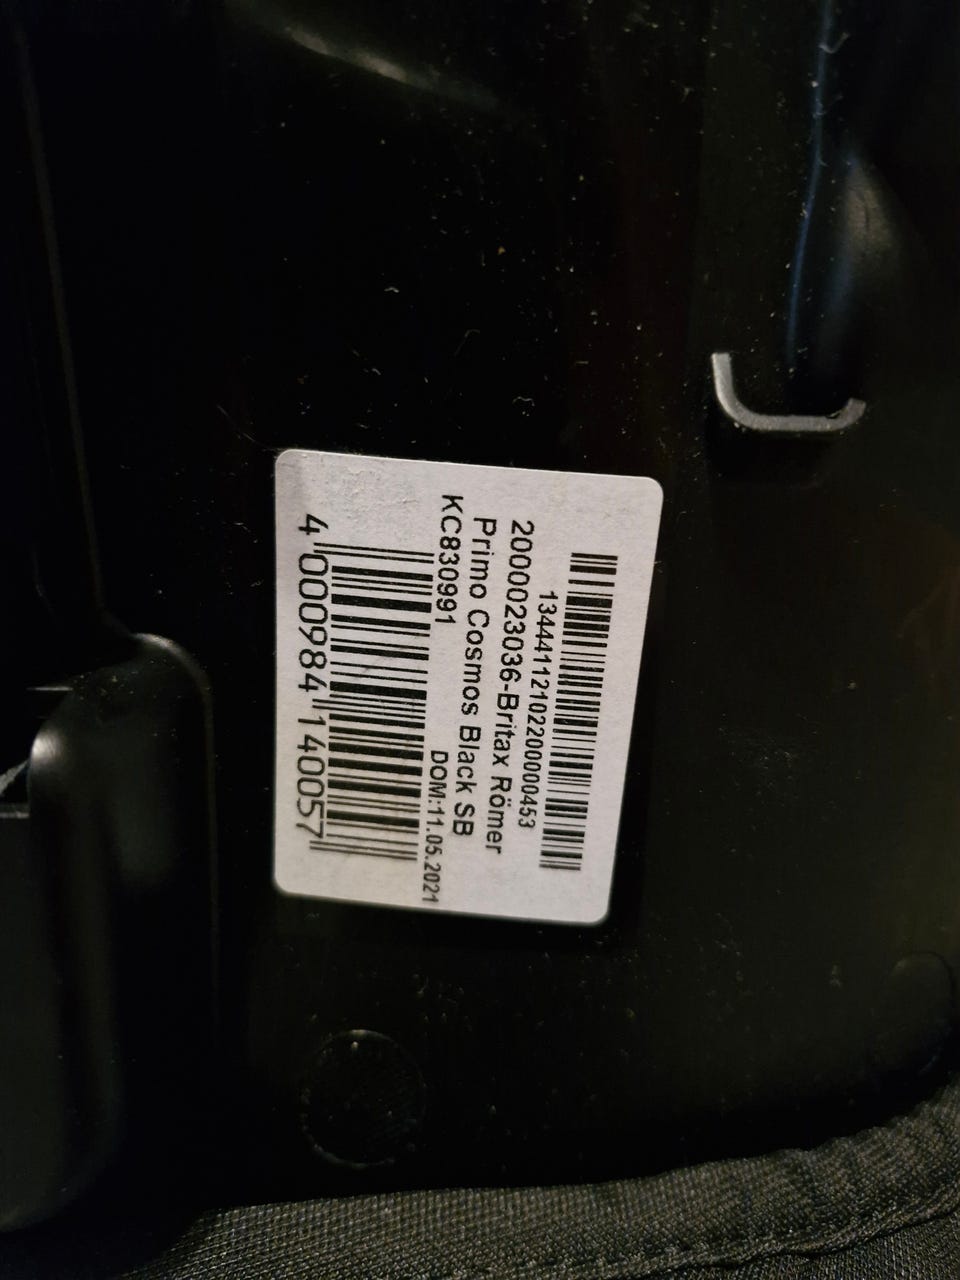 1344411210220000453
2000023036-Britax Römer
Primo Cosmos Black SB
KC830991
DOM:11.05.2021
4 000984 140057